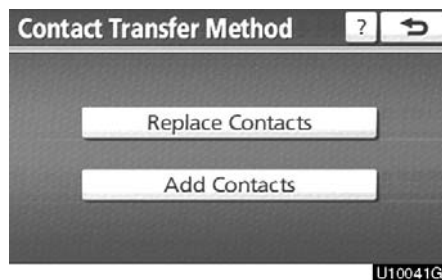 Contact Transfer Method ?
Replace Contacts
Add Contacts
U10041G